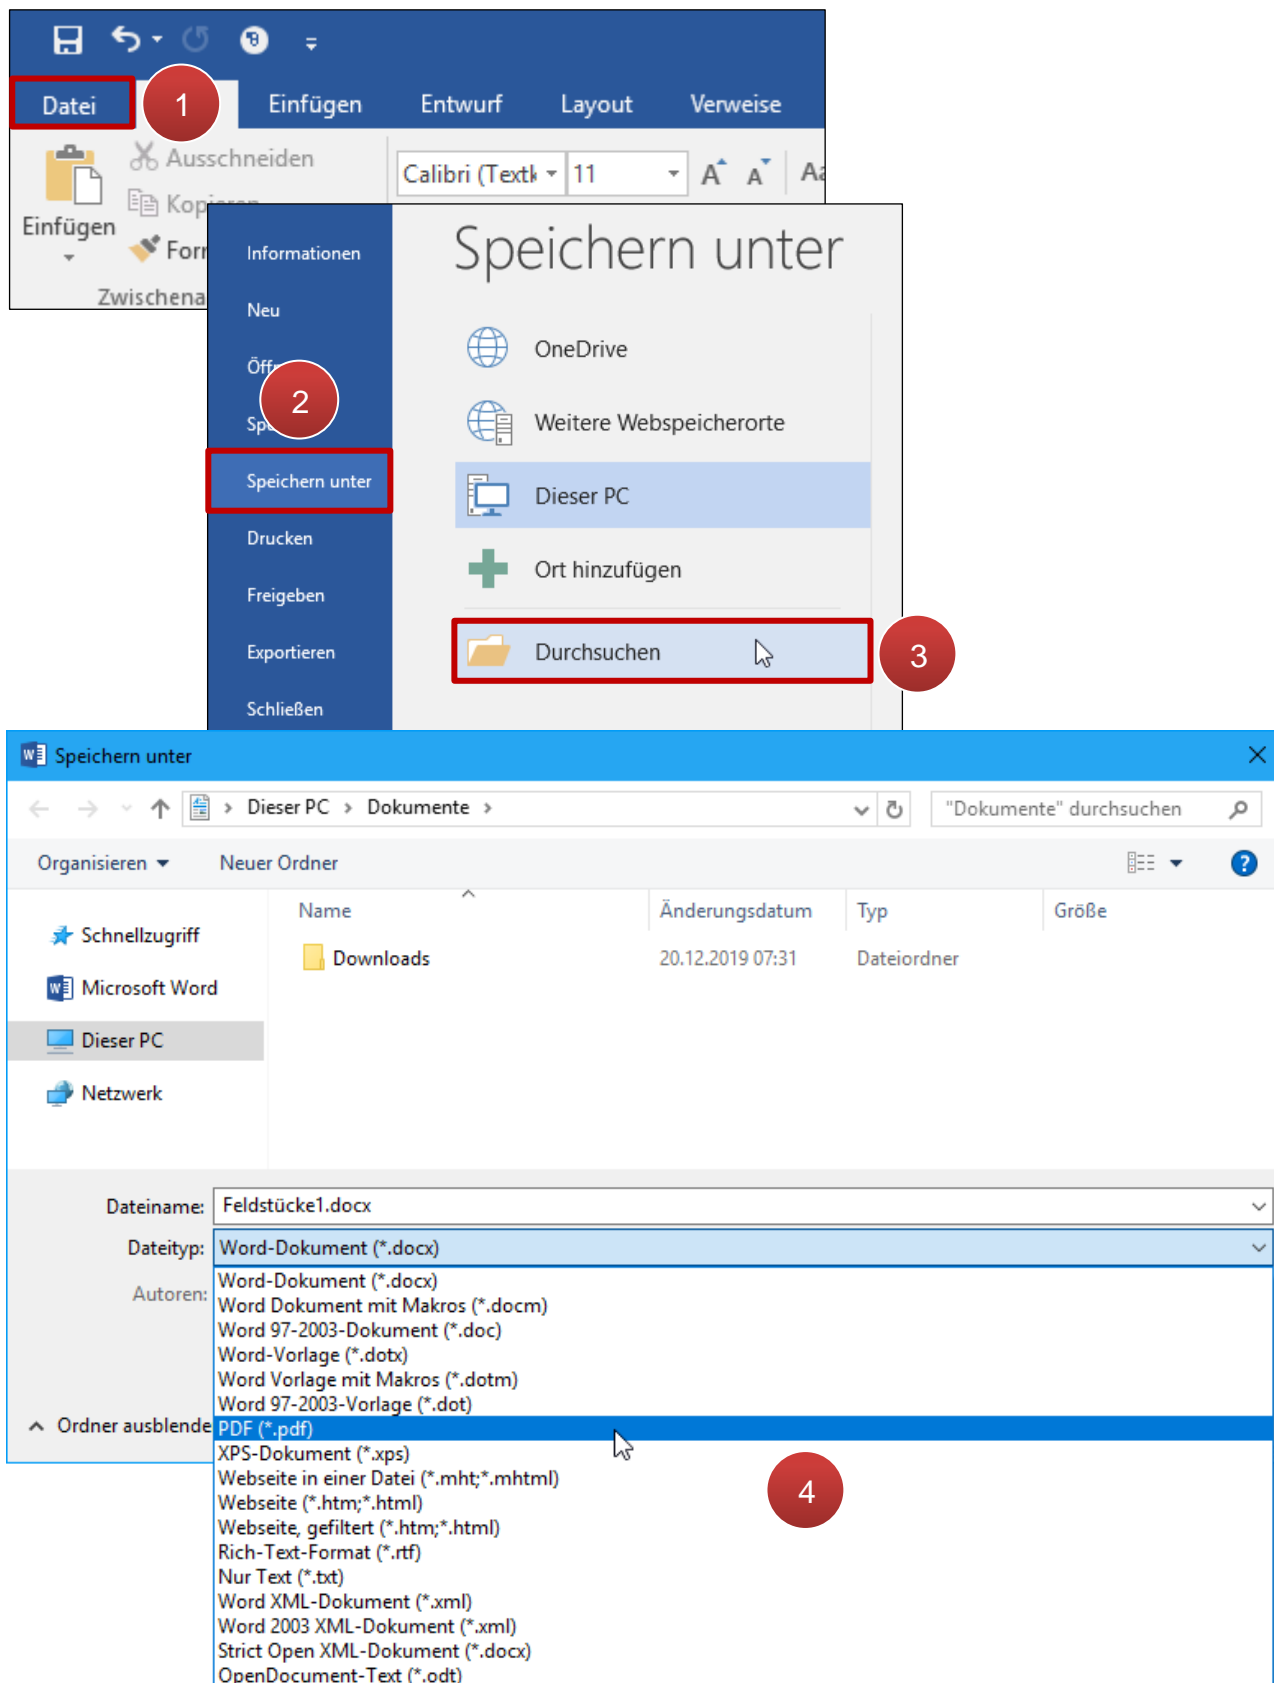 Datei
1
Einfügen
Entwurf
Layout
Verweise
Einfügen
Ausschneiden
Kopieren
Calibri (Textk
11
A
A
Aa
Speichern unter
Informationen
Neu
OneDrive
2
Weitere Webspeicherorte
Speichern unter
Dieser PC
Drucken
Ort hinzufügen
Freigeben
Exportieren
Durchsuchen
3
Schließen
Speichern unter
Dieser PC > Dokumente >
"Dokumente" durchsuchen
Organisieren
Neuer Ordner
?
Name
Änderungsdatum
Typ
Größe
Schnellzugriff
Downloads
20.12.2019 07:31
Dateiordner
Microsoft Word
Dieser PC
Netzwerk
Dateiname: Feldstücke1.docx
Dateityp: Word-Dokument (*.docx)
Autoren:
Word-Dokument (*.docx)
Word Dokument mit Makros (*.docm)
Word 97-2003-Dokument (*.doc)
Word-Vorlage (*.dotx)
Word Vorlage mit Makros (*.dotm)
Word 97-2003-Vorlage (*.dot)
Ordner ausblende
PDF (*.pdf)
XPS-Dokument (*.xps)
Webseite in einer Datei (*.mht;*.mhtml)
4
Webseite (*.htm;*.html)
Webseite, gefiltert (*.htm;*.html)
Rich-Text-Format (*.rtf)
Nur Text (*.txt)
Word XML-Dokument (*.xml)
Word 2003 XML-Dokument (*.xml)
Strict Open XML-Dokument (*.docx)
OpenDocument-Text (*.odt)